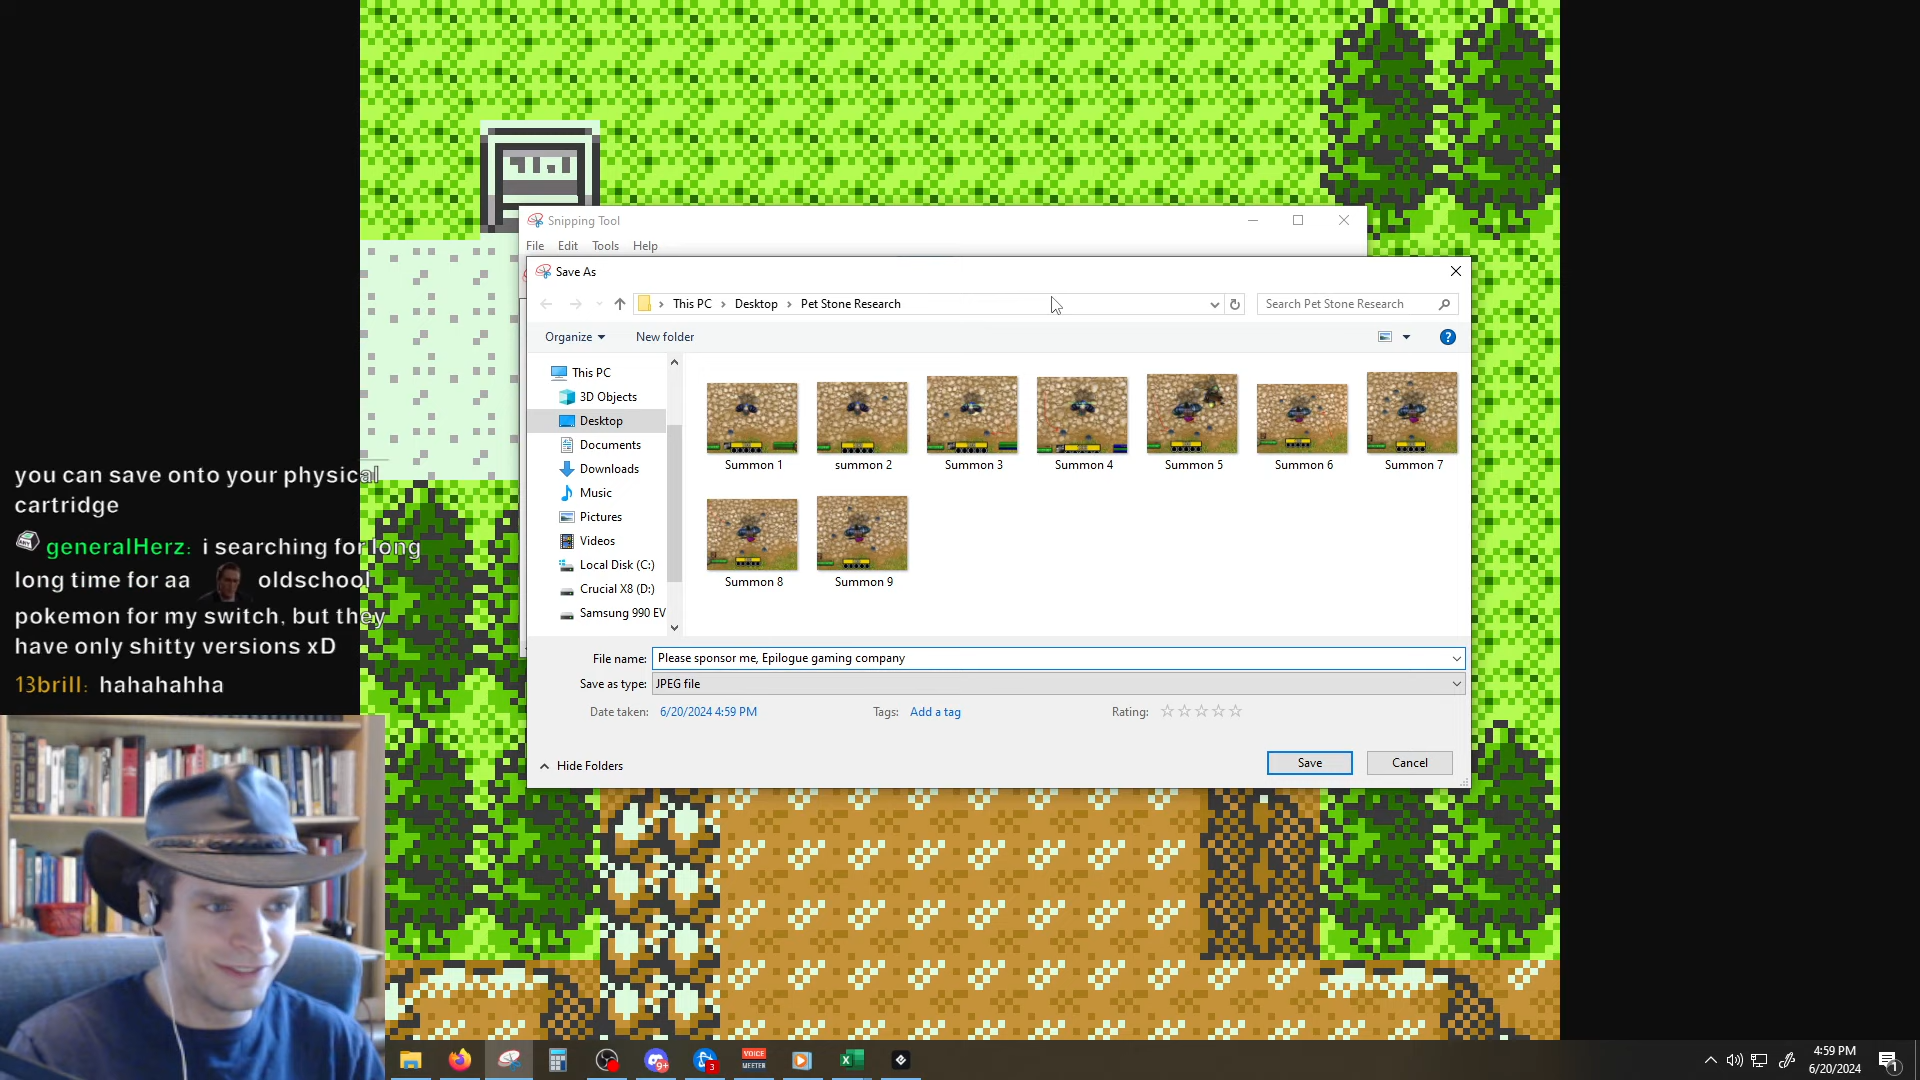 Snipping Tool
File Edit Tools Help
Save As
This PC > Desktop > Pet Stone Research
Search Pet Stone Research
Organize New folder
This PC
3D Objects
Desktop
Documents
Downloads
Music
Pictures
Videos
Local Disk (C:)
Crucial X8 (D:)
Samsung 990 EV
Summon 1
summon 2
Summon 3
Summon 4
Summon 5
Summon 6
Summon 7
Summon 8
Summon 9
File name: Please sponsor me, Epilogue gaming company
Save as type: JPEG file
Date taken: 6/20/2024 4:59 PM
Tags: Add a tag
Rating:
Hide Folders
Save
Cancel
you can save onto your physical
cartridge
generalHerz: i searching for long
long time for aa oldschool
pokemon for my switch, but they
have only shitty versions xD
13brill: hahahahha
9+
3
VOICE
MEETER
4:59 PM
6/20/2024
1